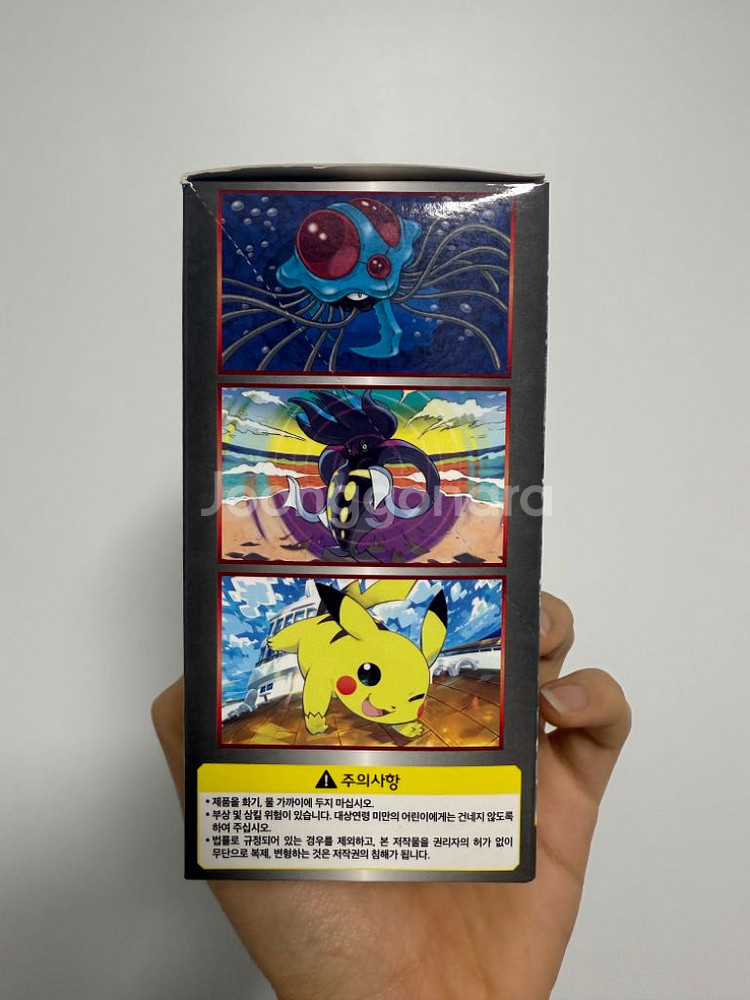 Joonggonara
주의사항
• 제품을 화기, 물 가까이에 두지 마십시오.
• 부상 및 삼킬 위험이 있습니다. 대상연령 미만의 어린이에게는 건네지 않도록
하여 주십시오.
• 법률로 규정되어 있는 경우를 제외하고, 본 저작물을 권리자의 허가 없이
무단으로 복제, 변형하는 것은 저작권의 침해가 됩니다.